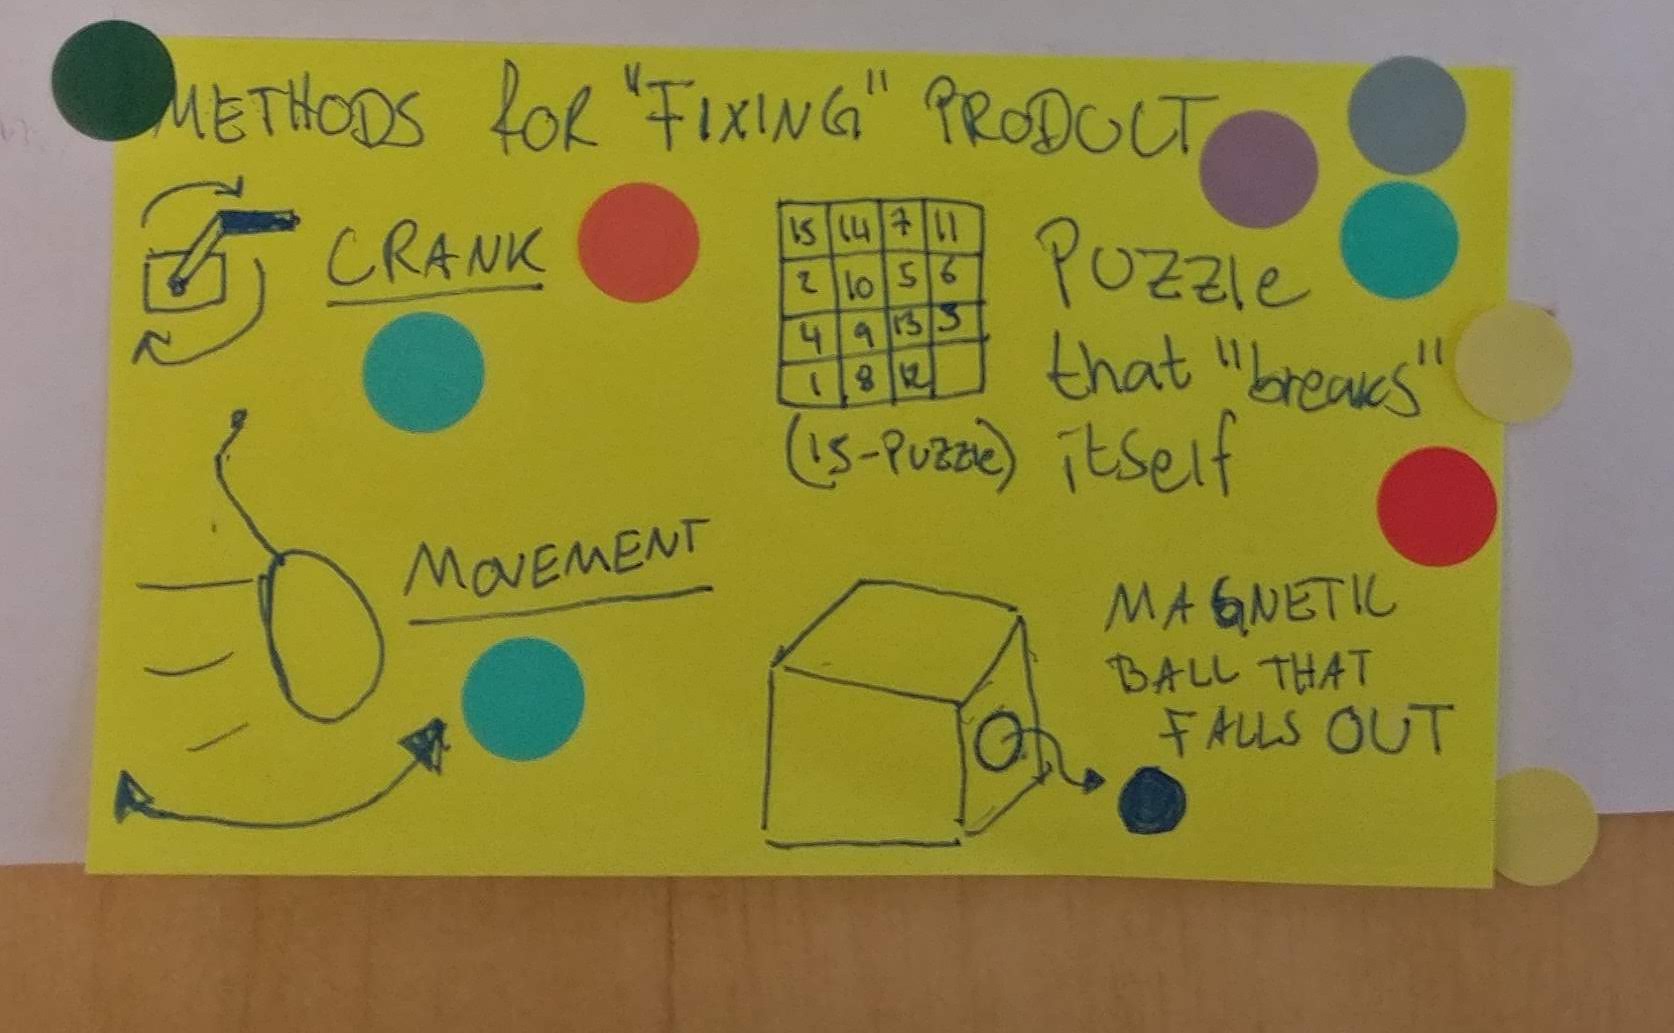 METHODS FOR "FIXING" PRODUCT
CRANK
15 14 7 11
2 10 5 6
4 9 13 3
1 8 12
(15-PUZZLE)
PUZZLE
that "breaks"
itself
MOVEMENT
MAGNETIC
BALL THAT
FALLS OUT